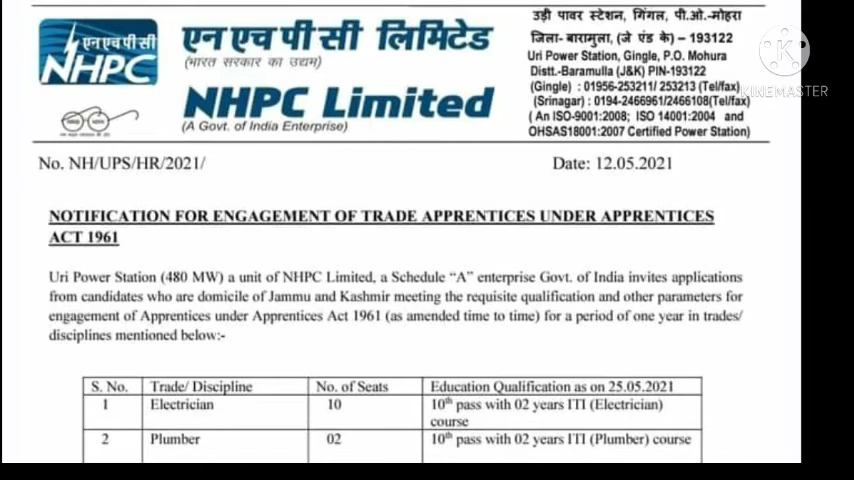 एन एच पी सी
NHPC
एन एच पी सी लिमिटेड
(भारत सरकार का उद्यम)
NHPC Limited
(A Govt. of India Enterprise)
उड़ी पावर स्टेशन, गिंगल, पी.ओ.-मोहरा
जिला- बारामुला, (जे एंड के) – 193122
Uri Power Station, Gingle, P.O. Mohura
Distt.-Baramulla (J&K) PIN-193122
(Gingle) : 01956-253211/ 253213 (Tel/fax)
(Srinagar) : 0194-2466961/2466108(Tel/fax)
( An ISO-9001:2008; ISO 14001:2004 and
OHSAS18001:2007 Certified Power Station)
KINEMASTER
No. NH/UPS/HR/2021/
Date: 12.05.2021
NOTIFICATION FOR ENGAGEMENT OF TRADE APPRENTICES UNDER APPRENTICES
ACT 1961
Uri Power Station (480 MW) a unit of NHPC Limited, a Schedule “A” enterprise Govt. of India invites applications
from candidates who are domicile of Jammu and Kashmir meeting the requisite qualification and other parameters for
engagement of Apprentices under Apprentices Act 1961 (as amended time to time) for a period of one year in trades/
disciplines mentioned below:-
S. No. Trade/ Discipline No. of Seats Education Qualification as on 25.05.2021
1 Electrician 10 10th pass with 02 years ITI (Electrician)
course
2 Plumber 02 10th pass with 02 years ITI (Plumber) course